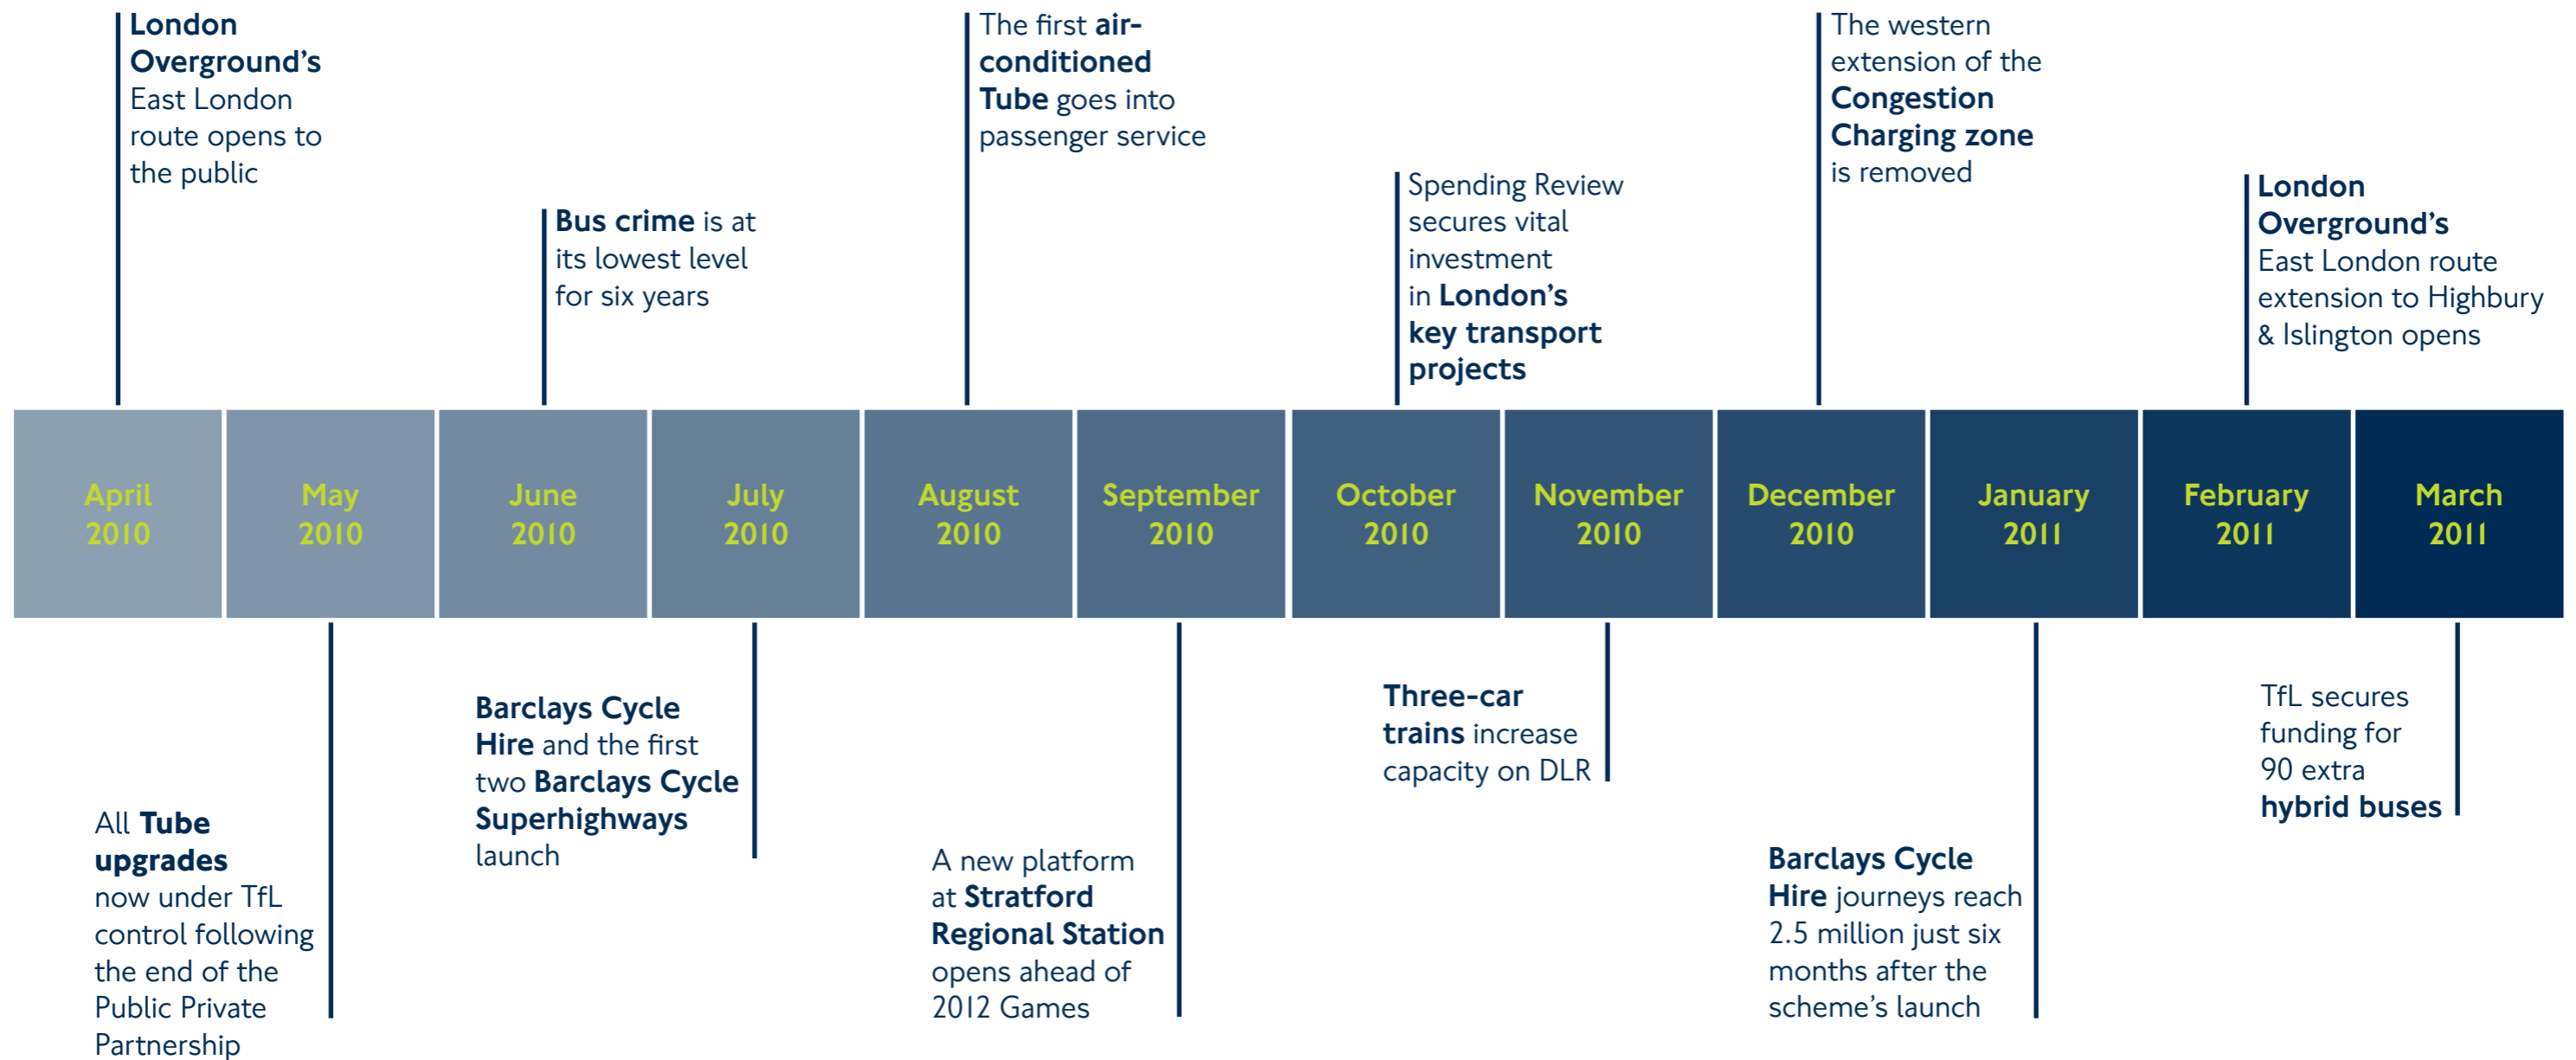 London
Overground’s
East London
route opens to
the public
Bus crime is at
its lowest level
for six years
The first air-
conditioned
Tube goes into
passenger service
Spending Review
secures vital
investment
in London’s
key transport
projects
The western
extension of the
Congestion
Charging zone
is removed
London
Overground’s
East London route
extension to Highbury
& Islington opens
April
2010
May
2010
June
2010
July
2010
August
2010
September
2010
October
2010
November
2010
December
2010
January
2011
February
2011
March
2011
All Tube
upgrades
now under TfL
control following
the end of the
Public Private
Partnership
Barclays Cycle
Hire and the first
two Barclays Cycle
Superhighways
launch
A new platform
at Stratford
Regional Station
opens ahead of
2012 Games
Three-car
trains increase
capacity on DLR
Barclays Cycle
Hire journeys reach
2.5 million just six
months after the
scheme’s launch
TfL secures
funding for
90 extra
hybrid buses